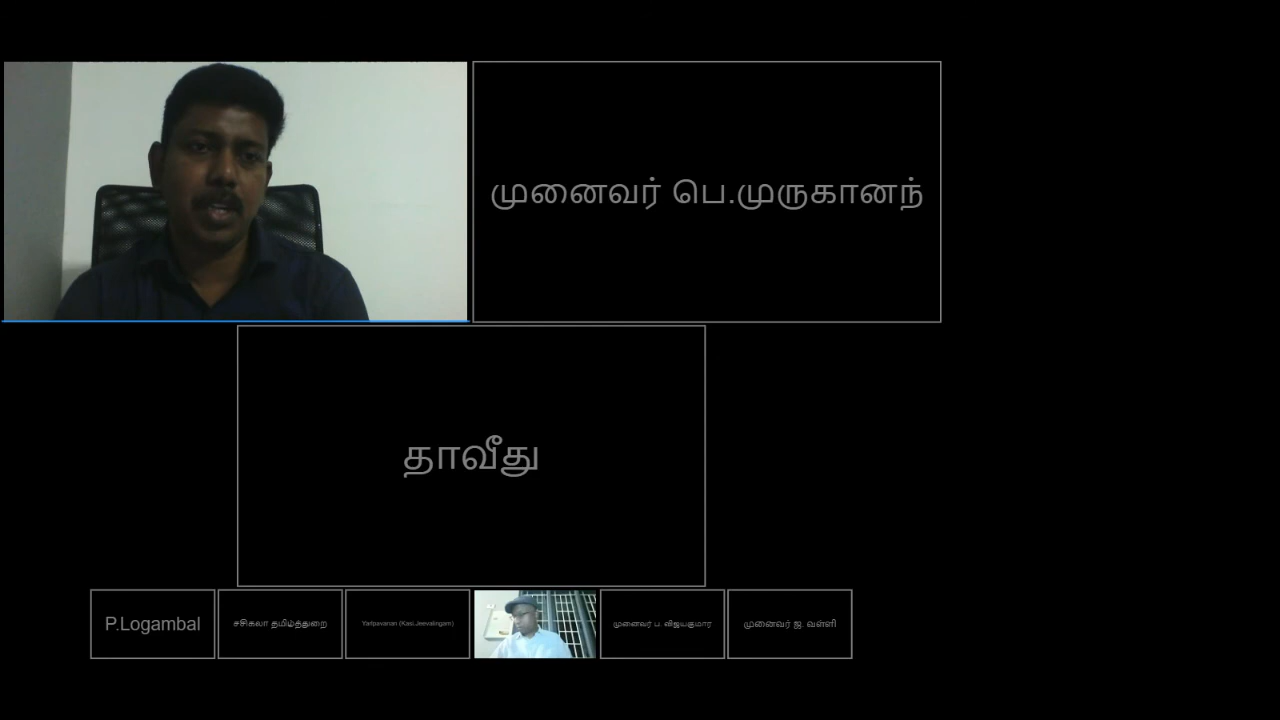 முனைவர் பெ.முருகானந்
தாவீது
P.Logambal
சசிகலா தமிழ்த்துறை
Yarlpavanan (Kasi.Jeevalingam)
முனைவர் ப. விஜயகுமார
முனைவர் ஜ. வள்ளி